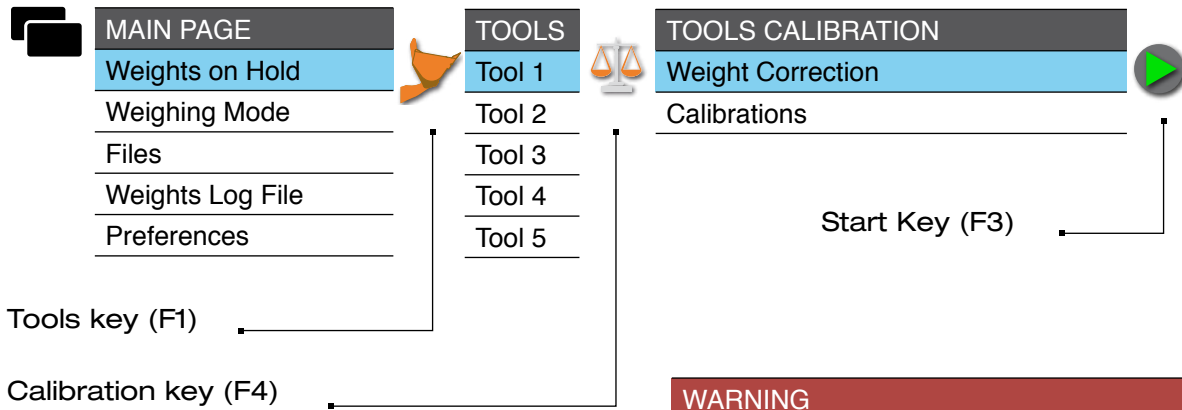 MAIN PAGE
Weights on Hold
Weighing Mode
Files
Weights Log File
Preferences
TOOLS
Tool 1
Tool 2
Tool 3
Tool 4
Tool 5
TOOLS CALIBRATION
Weight Correction
Calibrations
Start Key (F3)
Tools key (F1)
Calibration key (F4)
WARNING